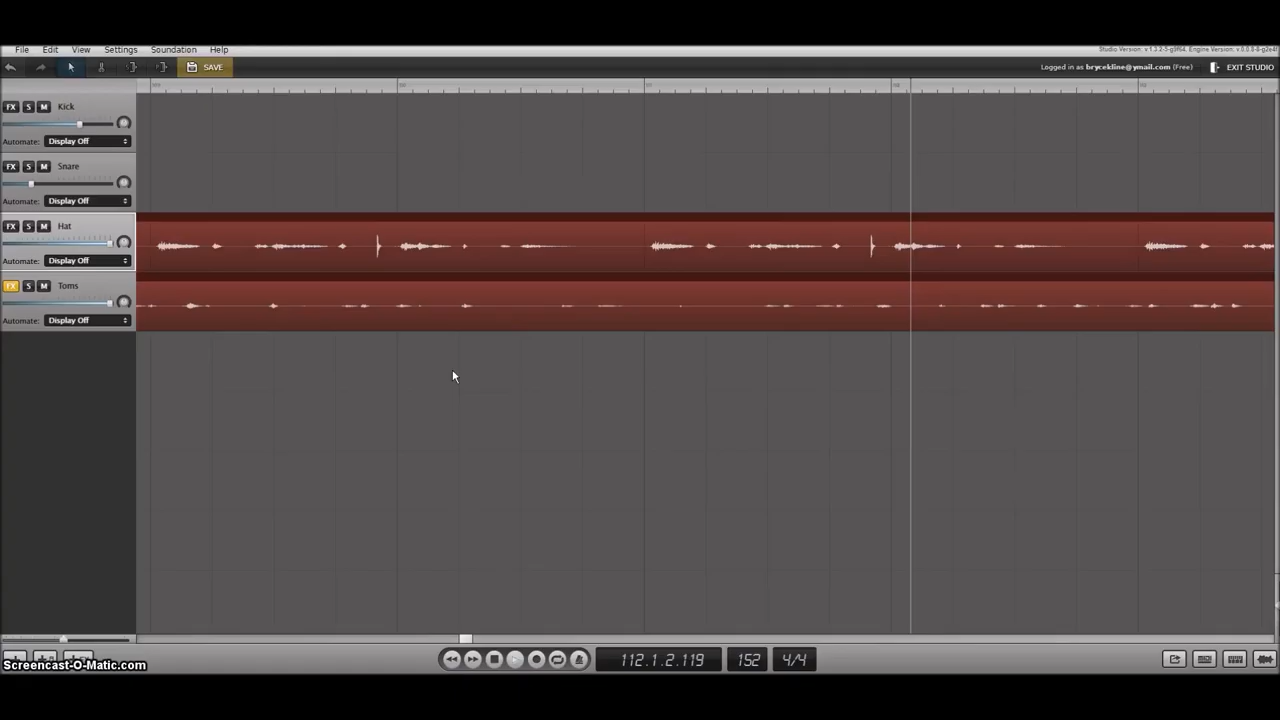 File Edit View Settings Soundation Help
SAVE
Logged in as brycekline@ymail.com (Free)
EXIT STUDIO
FX S M Kick
Automate: Display Off
FX S M Snare
Automate: Display Off
FX S M Hat
Automate: Display Off
FX S M Toms
Automate: Display Off
Screencast-O-Matic.com
112.1.2.119 152 4/4